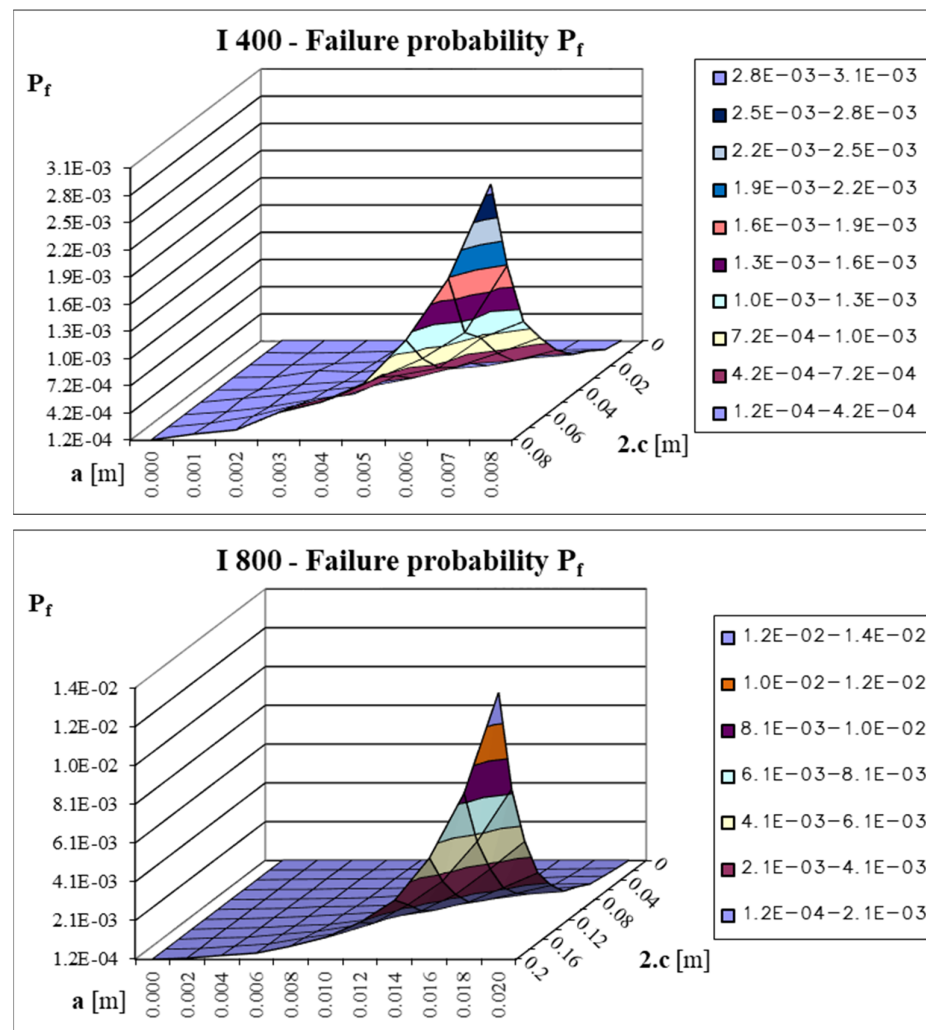 I 400 - Failure probability Pf
Pf
3.1E-03
2.8E-03
2.5E-03
2.2E-03
1.9E-03
1.6E-03
1.3E-03
1.0E-03
7.2E-04
4.2E-04
1.2E-04
a [m]
0.000
0.001
0.002
0.003
0.004
0.005
0.006
0.007
0.008
0.08
0.06
0.04
0.02
0
2.c [m]
2.8E-03-3.1E-03
2.5E-03-2.8E-03
2.2E-03-2.5E-03
1.9E-03-2.2E-03
1.6E-03-1.9E-03
1.3E-03-1.6E-03
1.0E-03-1.3E-03
7.2E-04-1.0E-03
4.2E-04-7.2E-04
1.2E-04-4.2E-04
I 800 - Failure probability Pf
Pf
1.4E-02
1.2E-02
1.0E-02
8.1E-03
6.1E-03
4.1E-03
2.1E-03
1.2E-04
a [m]
0.000
0.002
0.004
0.006
0.008
0.010
0.012
0.014
0.016
0.018
0.020
0.2
0.16
0.12
0.08
0.04
0
2.c [m]
1.2E-02-1.4E-02
1.0E-02-1.2E-02
8.1E-03-1.0E-02
6.1E-03-8.1E-03
4.1E-03-6.1E-03
2.1E-03-4.1E-03
1.2E-04-2.1E-03